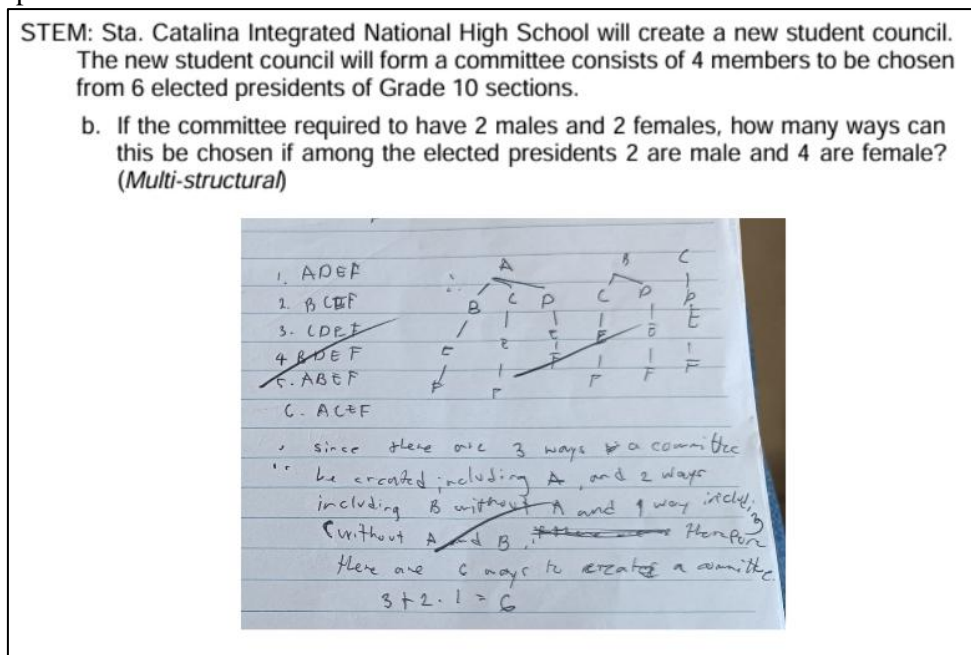 STEM: Sta. Catalina Integrated National High School will create a new student council.
The new student council will form a committee consists of 4 members to be chosen
from 6 elected presidents of Grade 10 sections.
b. If the committee required to have 2 males and 2 females, how many ways can
this be chosen if among the elected presidents 2 are male and 4 are female?
(Multi-structural)
1. ADEF
2. BCEF
3. CDEF
4 BDEF
5. ABEF
6. ACEF
A B C
B C D C D D
E E E E E E
F F F F F F
since there are 3 ways a committee
be created including A, and 2 ways
including B without A and 1 way includ
C without A and B, therefore
there are 6 ways to create a committee
3 + 2 . 1 = 6